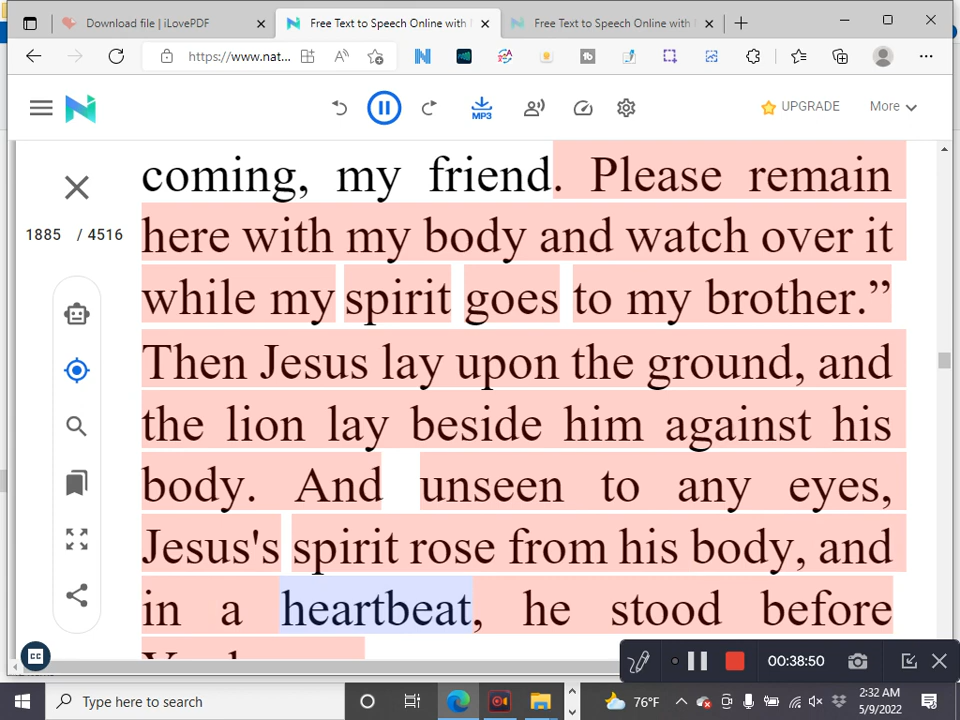 Download file | iLovePDF
Free Text to Speech Online with
Free Text to Speech Online with
https://www.nat...
UPGRADE
More
MP3
1885 / 4516
coming, my friend. Please remain
here with my body and watch over it
while my spirit goes to my brother.”
Then Jesus lay upon the ground, and
the lion lay beside him against his
body. And unseen to any eyes,
Jesus's spirit rose from his body, and
in a heartbeat, he stood before
CC
00:38:50
Type here to search
76°F
2:32 AM
5/9/2022